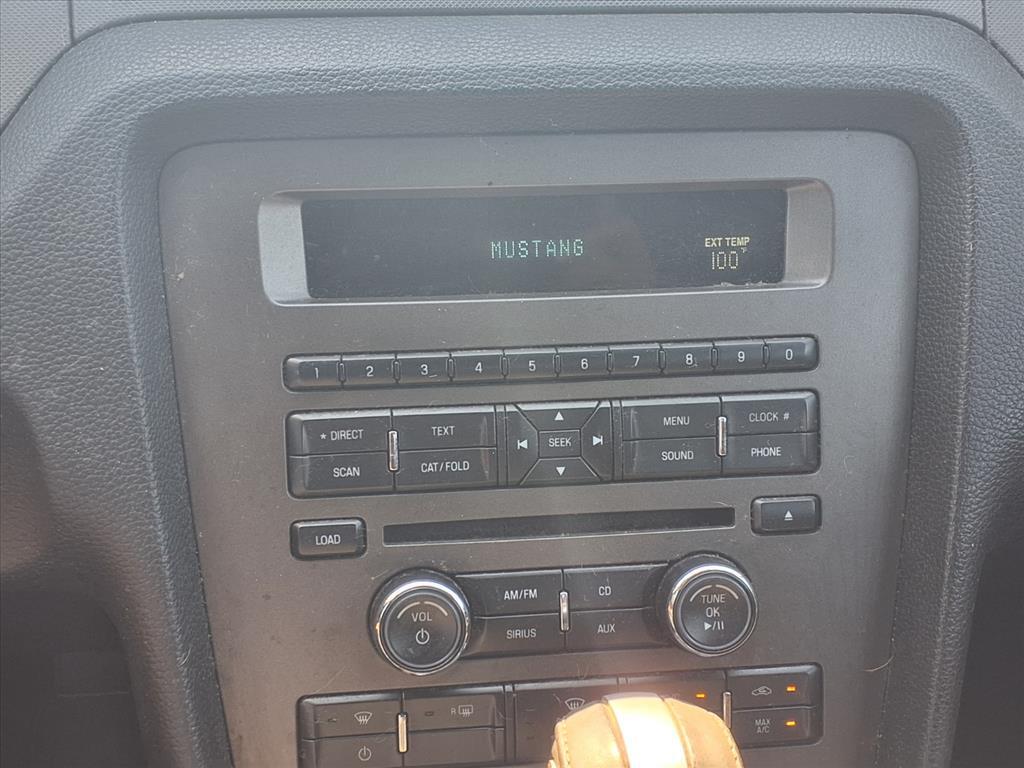 MUSTANG
EXT TEMP
100°F
1 2 3 4 5 6 7 8 9 0
* DIRECT TEXT MENU CLOCK #
SEEK
SCAN CAT/FOLD SOUND PHONE
LOAD
AM/FM CD
VOL TUNE
OK
SIRIUS AUX
R
MAX
A/C